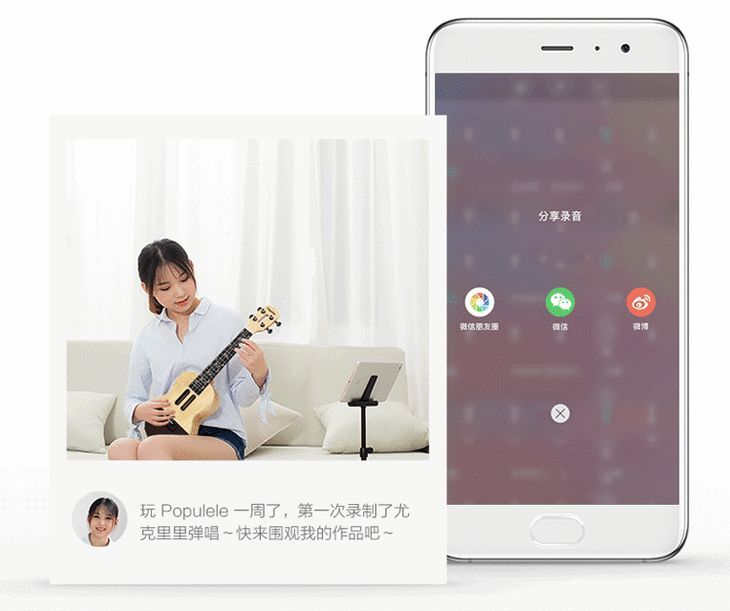 分享录音
微信朋友圈
微信
微博
玩 Populele 一周了，第一次录制了尤
克里里弹唱～快来围观我的作品吧～